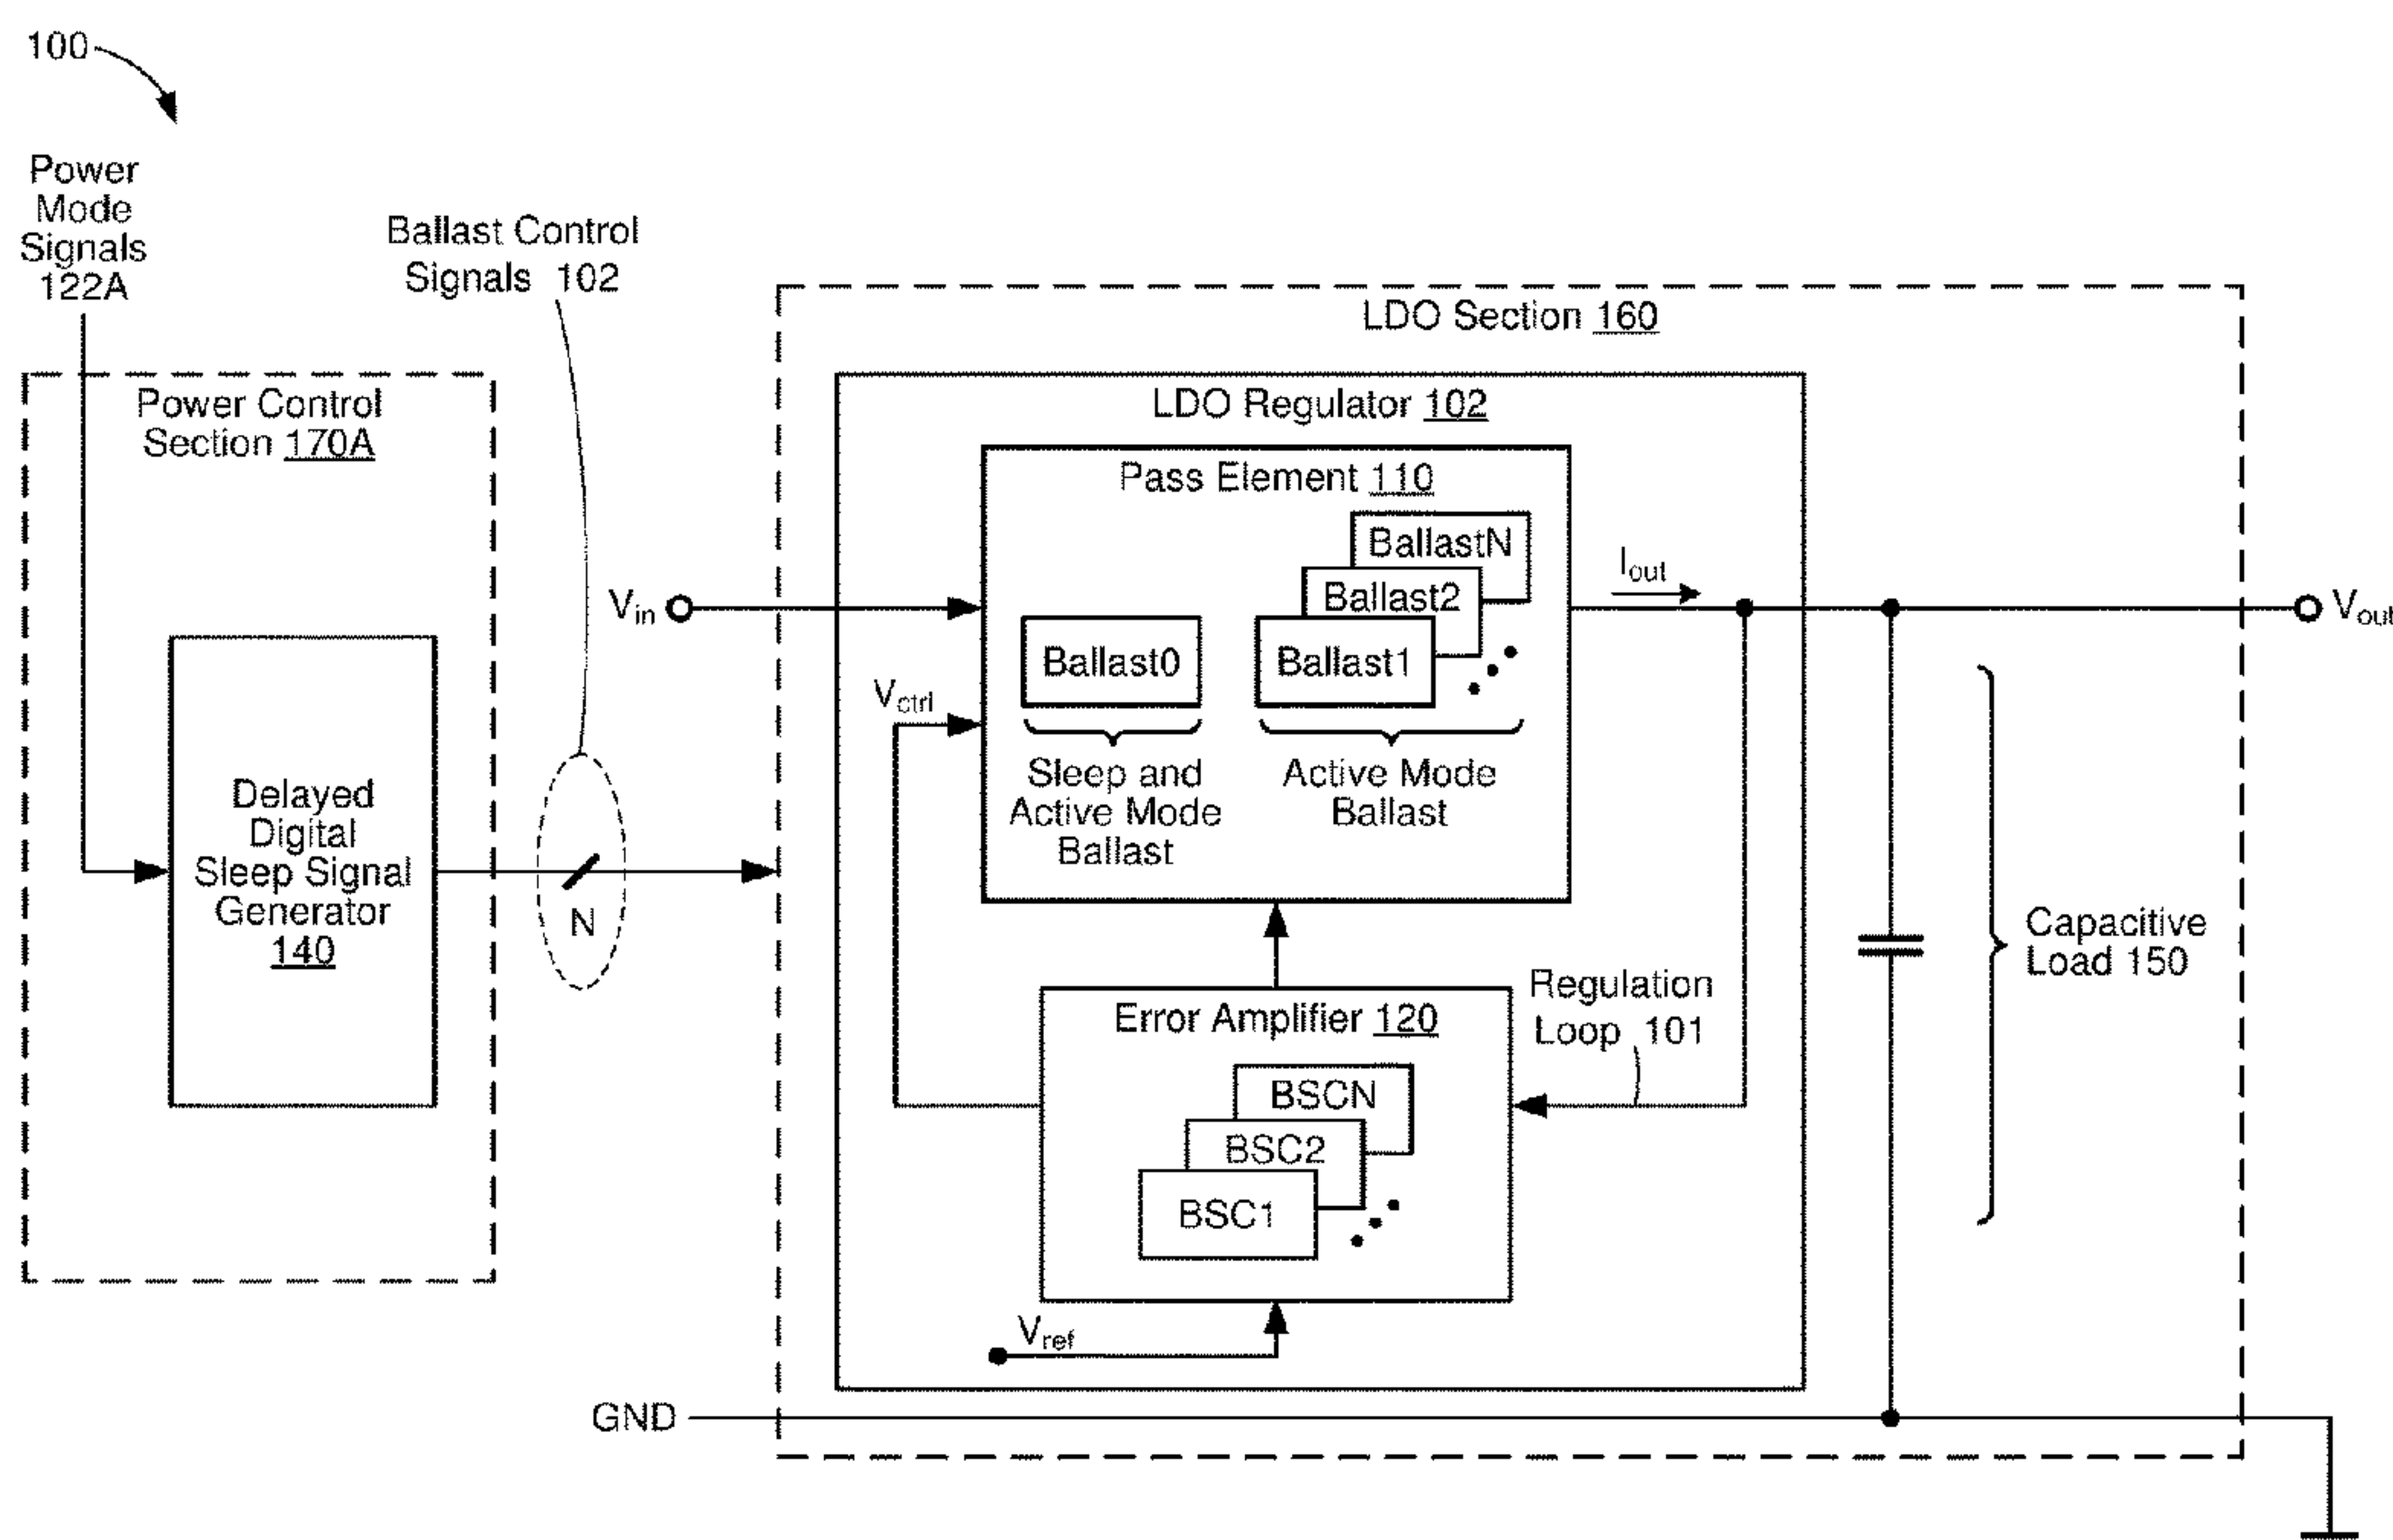 100
Power
Mode
Signals
122A
Ballast Control
Signals 102
LDO Section 160
Power Control
Section 170A
LDO Regulator 102
Pass Element 110
BallastN
Ballast2
Ballast1
Ballast0
Vin
Iout
Vout
Vctrl
Sleep and
Active Mode
Ballast
Active Mode
Ballast
Delayed
Digital
Sleep Signal
Generator
140
N
Capacitive
Load 150
Regulation
Loop 101
Error Amplifier 120
BSCN
BSC2
BSC1
Vref
GND